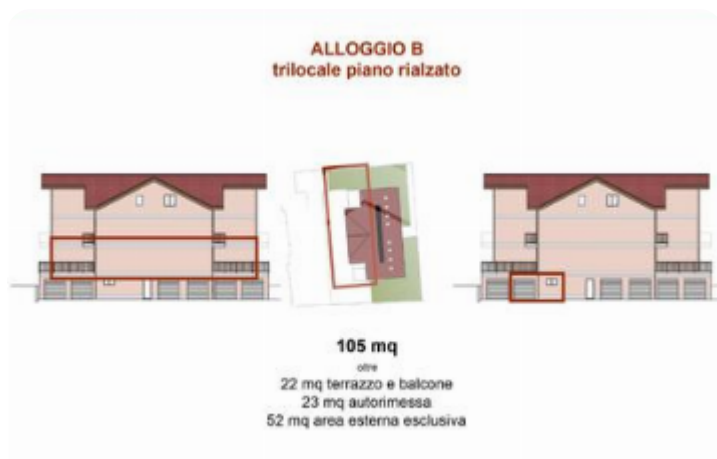 ALLOGGIO B
trilocale piano rialzato
105 mq
oltre
22 mq terrazzo e balcone
23 mq autorimessa
52 mq area esterna esclusiva